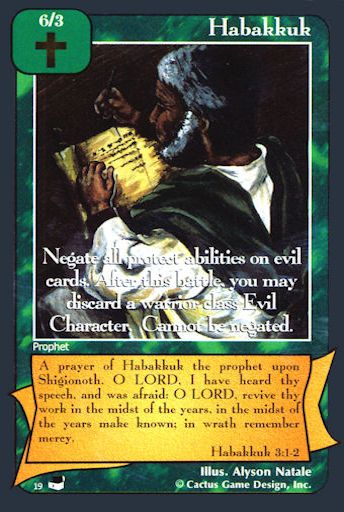 6/3
Habakkuk
Negate all protect abilities on evil
cards. After this battle, you may
discard a warrior-class Evil
Character. Cannot be negated.
Prophet
A prayer of Habakkuk the prophet upon
Shigionoth. O LORD, I have heard thy
speech, and was afraid: O LORD, revive thy
work in the midst of the years, in the midst of
the years make known; in wrath remember
mercy.
Habakkuk 3:1-2
Illus. Alyson Natale
19
© Cactus Game Design, Inc.